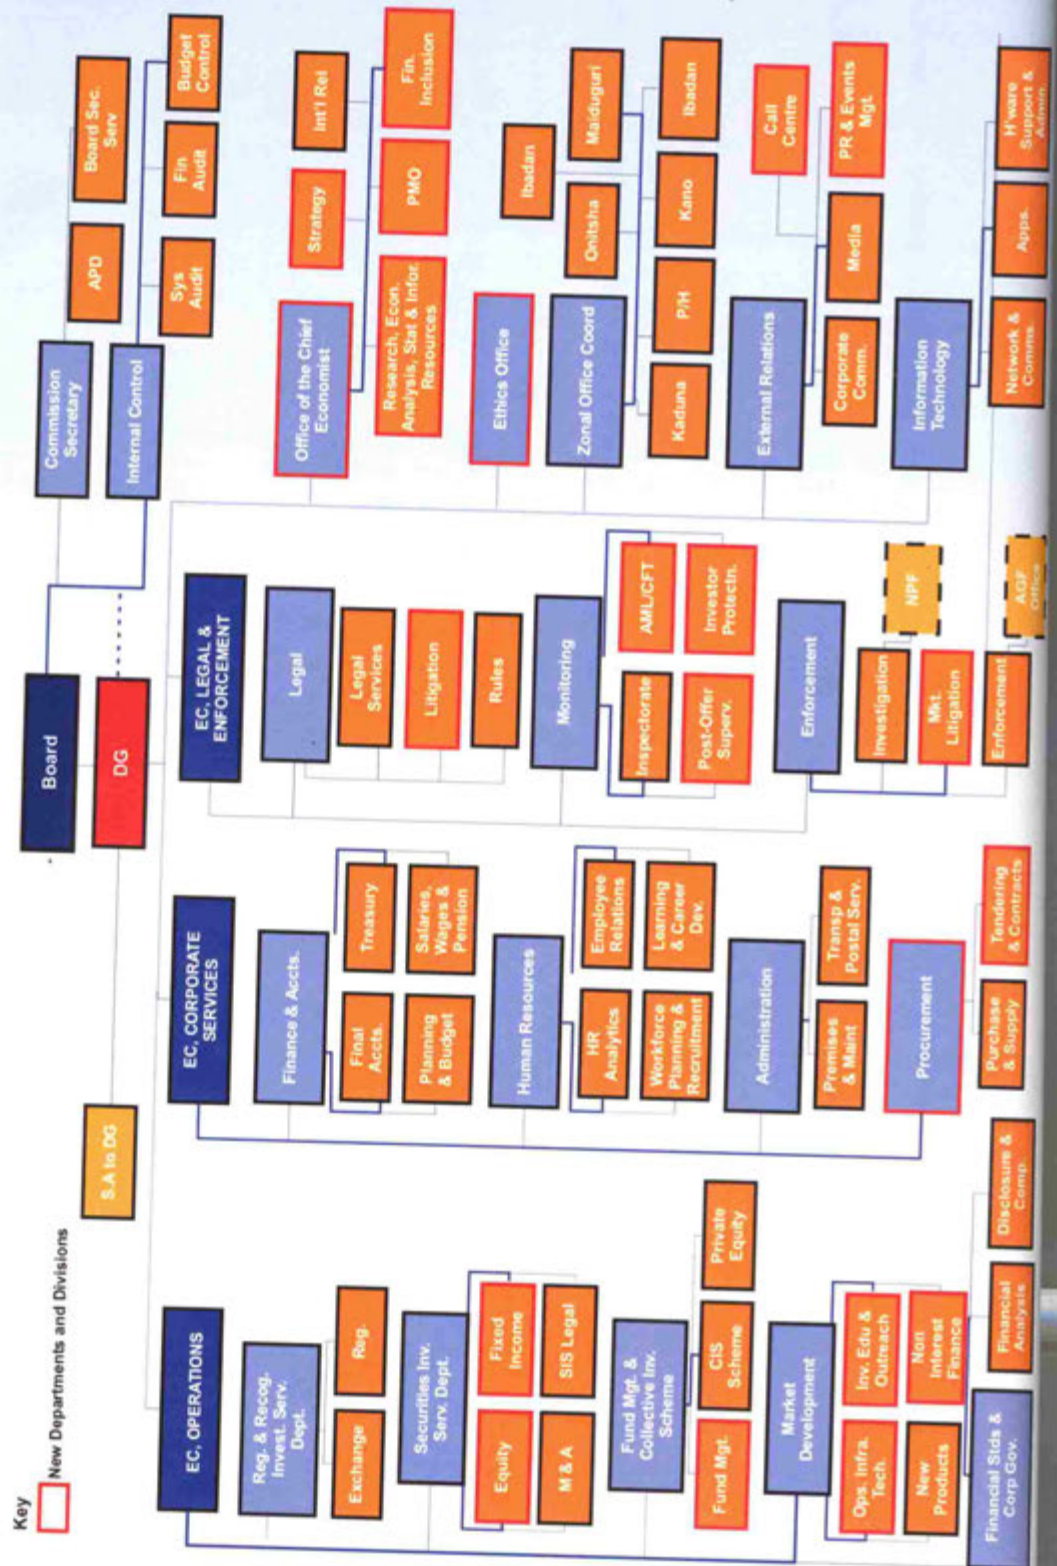 Key
New Departments and Divisions
Board
DG
S.A to DG
Commission
Secretary
APD
Board Sec.
Serv
Internal Control
Sys
Audit
Fin
Audit
Budget
Control
EC, OPERATIONS
Reg. & Recog.
Invest. Serv.
Dept.
Exchange
Reg.
Securities Inv.
Serv. Dept.
Equity
Fixed
Income
M & A
SIS Legal
Fund Mgt. &
Collective Inv.
Scheme
Fund Mgt.
CIS
Scheme
Private
Equity
Market
Development
Ops. Infra.
Tech.
Inv. Edu &
Outreach
New
Products
Non
Interest
Finance
Financial Stds &
Corp Gov.
Financial
Analysis
Disclosure &
Comp.
EC, CORPORATE
SERVICES
Finance & Accts.
Final
Accts.
Treasury
Planning
& Budget
Salaries,
Wages &
Pension
Human Resources
HR
Analytics
Employee
Relations
Workforce
Planning &
Recruitment
Learning
& Career
Dev.
Administration
Premises
& Maint
Transp &
Postal Serv.
Procurement
Purchase
& Supply
Tendering
& Contracts
EC, LEGAL &
ENFORCEMENT
Legal
Legal
Services
Litigation
Rules
Monitoring
Inspectorate
AML/CFT
Post-Offer
Superv.
Investor
Protectn.
Enforcement
Investigation
NPF
Mkt.
Litigation
Enforcement
AGF
Office
Office of the Chief
Economist
Strategy
Int'l Rel
Research, Econ.
Analysis, Stat & Infor.
Resources
PMO
Fin.
Inclusion
Ethics Office
Zonal Office Coord
Ibadan
Onitsha
Maiduguri
Kaduna
P/H
Kano
Ibadan
External Relations
Call
Centre
Corporate
Comm.
Media
PR & Events
Mgt.
Information
Technology
Network &
Comms.
Apps.
H'ware
Support &
Admin.